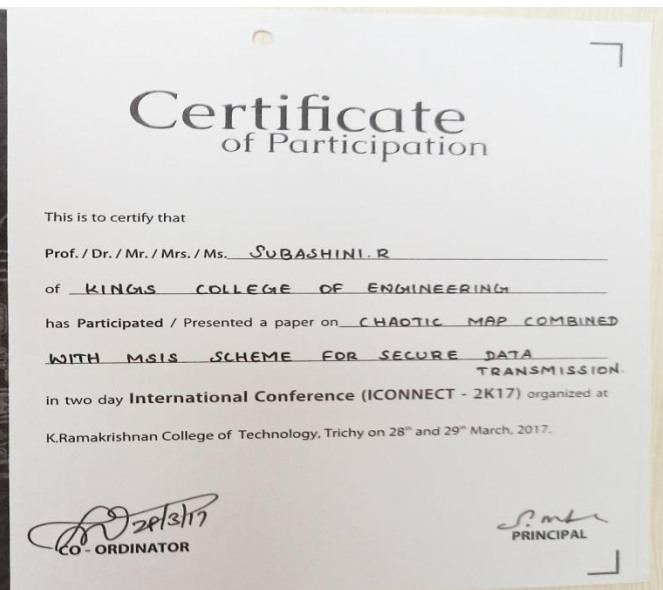 Certificate
of Participation
This is to certify that
Prof. / Dr. / Mr. / Mrs. / Ms. SUBASHINI.R
of KINGS COLLEGE OF ENGINEERING
has Participated / Presented a paper on CHAOTIC MAP COMBINED
WITH MSIS SCHEME FOR SECURE DATA
TRANSMISSION.
in two day International Conference (ICONNECT - 2K17) organized at
K.Ramakrishnan College of Technology, Trichy on 28th and 29th March, 2017.
28/3/17
CO - ORDINATOR
PRINCIPAL